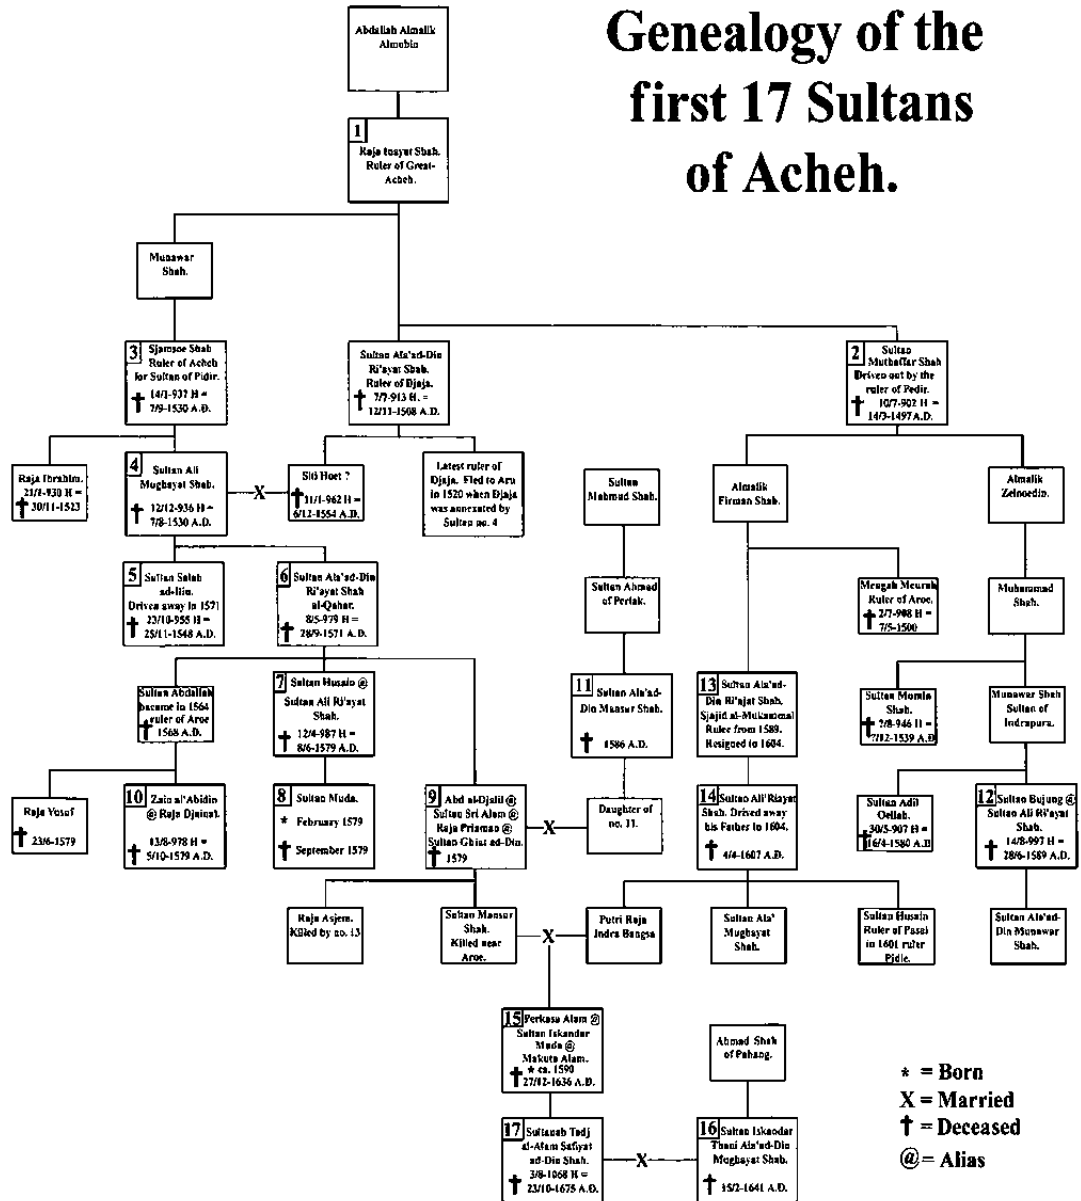 Genealogy of the
first 17 Sultans
of Acheh.
Abdallah Almalik
Almubin
1
Raja Inayat Shah.
Ruler of Great-
Acheh.
Munawar
Shah.
3
Sjamsoe Shah
Ruler of Acheh
for Sultan of Pidir.
✝ 14/1-937 H =
7/9-1530 A.D.
Sultan Ala'ad-Din
Ri'ayat Shah.
Ruler of Djaja.
✝ 7/7-913 H. =
12/11-1508 A.D.
2
Sultan
Muthaffar Shah
Driven out by the
ruler of Pedir.
✝ 10/7-902 H =
14/3-1497 A.D.
Raja Ibrahim.
✝ 21/1-930 H =
30/11-1523
4
Sultan Ali
Mughayat Shah.
✝ 12/12-936 H =
7/8-1530 A.D.
X
Siti Hoet ?
✝ 11/1-962 H =
6/12-1554 A.D.
Latest ruler of
Djaja. Fled to Aru
in 1520 when Djaja
was annexated by
Sultan no. 4
Sultan
Mahmud Shah.
Almalik
Firman Shah.
Almalik
Zeinoedin.
5
Sultan Salah
Driven away in 1571
✝ 23/10-955 H =
25/11-1548 A.D.
6
Sultan Ala'ad-Din
Ri'ayat Shah
al-Qahar.
✝ 8/5-979 H =
28/9-1571 A.D.
Sultan Ahmad
of Perlak.
Megah Meurah
Ruler of Aroe.
✝ 2/7-908 H =
7/5-1500
Muhammad
Shah.
Sultan Abdallah
became in 1564
ruler of Aroe
✝ 1568 A.D.
7
Sultan Husain @
Sultan Ali Ri'ayat
Shah.
✝ 12/4-987 H =
8/6-1579 A.D.
11
Sultan Ala'ad-
Din Mansur Shah.
✝ 1586 A.D.
13
Sultan Ala'ad-
Din Ri'ajat Shah.
Sjajid al-Mukammal
Ruler from 1589.
Resigned in 1604.
Sultan Momin
Shah.
✝ ?/8-946 H =
?/12-1539 A.D
Munawar Shah
Sultan of
Indrapura.
Raja Yosuf
✝ 23/6-1579
10
Zain al'Abidin
@ Raja Djainal.
✝ 13/8-978 H =
5/10-1579 A.D.
8
Sultan Muda.
* February 1579
✝ September 1579
9
Abd al-Djalil @
Sultan Sri Alam @
Raja Priaman @
Sultan Ghiat ad-Din.
✝ 1579
X
Daughter of
no. 11.
14
Sultan Ali'Riayat
Shah. Drived away
his Father in 1604.
✝ 4/4-1607 A.D.
Sultan Adil
Oellah.
✝ 30/5-907 H =
16/4-1580 A.D
12
Sultan Bujung @
Sultan Ali Ri'ayat
Shah.
✝ 14/8-997 H =
28/6-1589 A.D.
Raja Asjem.
Killed by no. 13
Sultan Mansur
Shah.
Killed near
Aroe.
X
Putri Raja
Indra Bangsa
Sultan Ala'
Mughayat
Shah.
Sultan Husain
Ruler of Pasai
in 1601 ruler
Pidie.
Sultan Ala'ad-
Din Munawar
Shah.
15
Perkasa Alam @
Sultan Iskandar
Muda @
Makuta Alam.
* ca. 1590
✝ 27/12-1636 A.D.
Ahmad Shah
of Pahang.
17
Sultanah Tadj
al-Alam Safiyat
ad-Din Shah.
✝ 3/8-1068 H =
23/10-1675 A.D.
X
16
Sultan Iskandar
Thani Ala'ad-Din
Mughayat Shah.
✝ 15/2-1641 A.D.
* = Born
X = Married
✝ = Deceased
@ = Alias